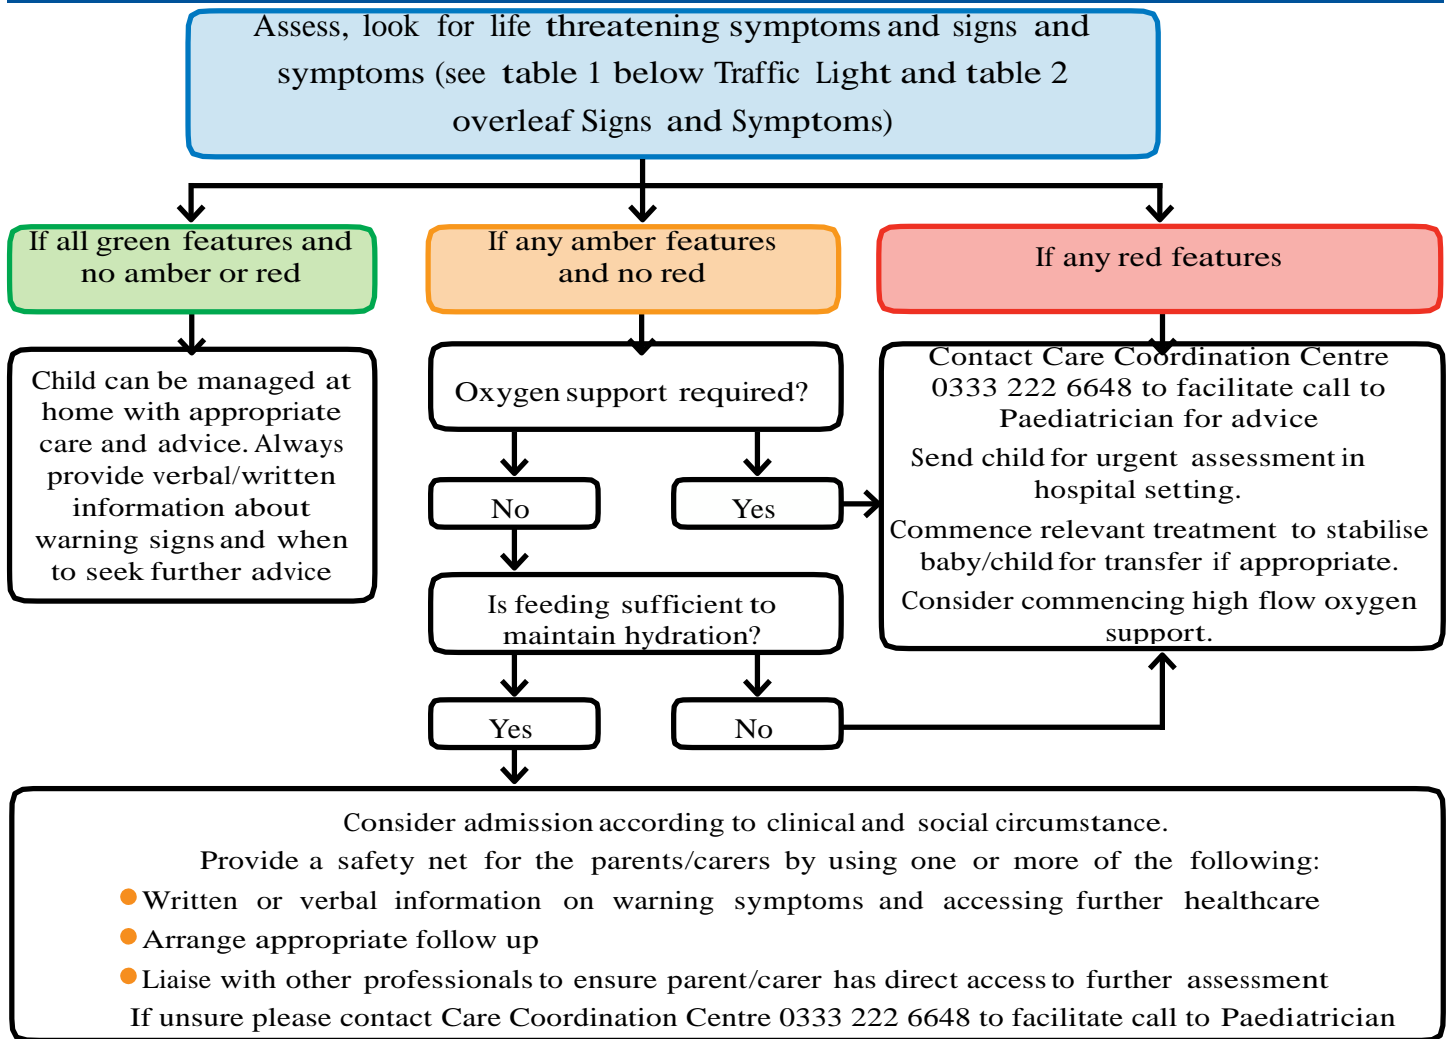 Assess, look for life threatening symptoms and signs and
symptoms (see table 1 below Traffic Light and table 2
overleaf Signs and Symptoms)
If all green features and
no amber or red
If any amber features
and no red
If any red features
Child can be managed at
home with appropriate
care and advice. Always
provide verbal/written
information about
warning signs and when
to seek further advice
Oxygen support required?
No
Yes
Contact Care Coordination Centre
0333 222 6648 to facilitate call to
Paediatrician for advice
Send child for urgent assessment in
hospital setting.
Commence relevant treatment to stabilise
baby/child for transfer if appropriate.
Consider commencing high flow oxygen
support.
Is feeding sufficient to
maintain hydration?
Yes
No
Consider admission according to clinical and social circumstance.
Provide a safety net for the parents/carers by using one or more of the following:
● Written or verbal information on warning symptoms and accessing further healthcare
● Arrange appropriate follow up
● Liaise with other professionals to ensure parent/carer has direct access to further assessment
If unsure please contact Care Coordination Centre 0333 222 6648 to facilitate call to Paediatrician